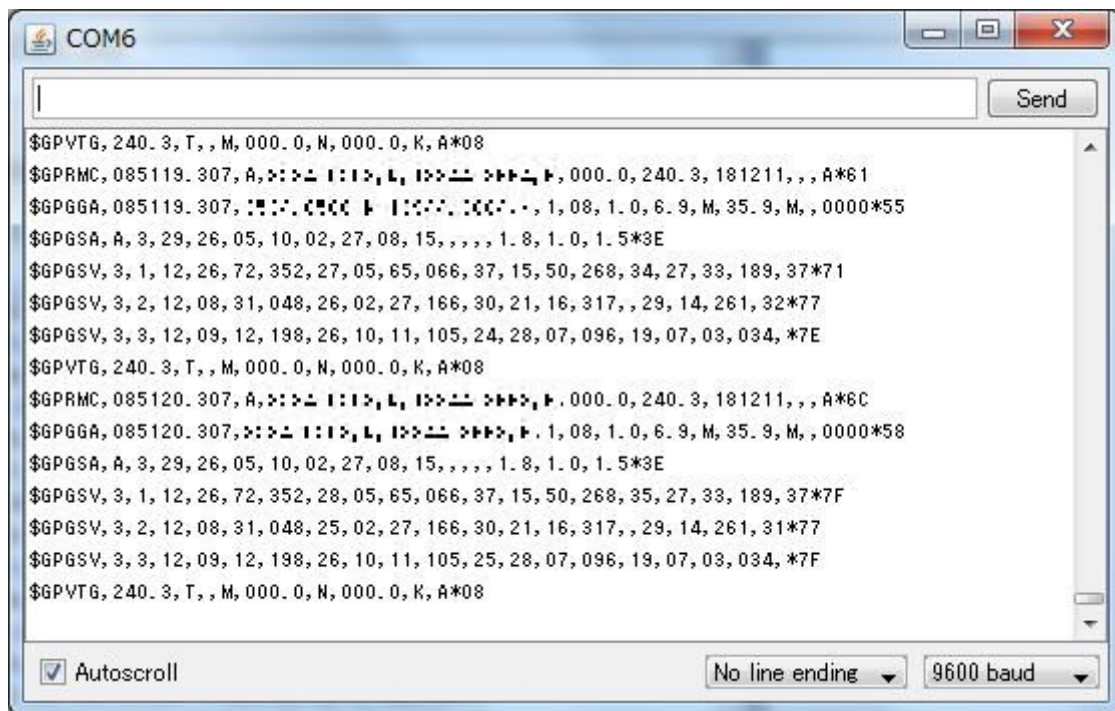 COM6
Send
$GPVTG,240.3,T,,M,000.0,N,000.0,K,A*08
$GPRMC,085119.307,A, ,000.0,240.3,181211,,,A*61
$GPGGA,085119.307, ,1,08,1.0,6.9,M,35.9,M,,0000*55
$GPGSA,A,3,29,26,05,10,02,27,08,15,,,,,1.8,1.0,1.5*3E
$GPGSV,3,1,12,26,72,352,27,05,65,066,37,15,50,268,34,27,33,189,37*71
$GPGSV,3,2,12,08,31,048,26,02,27,166,30,21,16,317,,29,14,261,32*77
$GPGSV,3,3,12,09,12,198,26,10,11,105,24,28,07,096,19,07,03,034,*7E
$GPVTG,240.3,T,,M,000.0,N,000.0,K,A*08
$GPRMC,085120.307,A, 000.0,240.3,181211,,,A*6C
$GPGGA,085120.307, 1,08,1.0,6.9,M,35.9,M,,0000*58
$GPGSA,A,3,29,26,05,10,02,27,08,15,,,,,1.8,1.0,1.5*3E
$GPGSV,3,1,12,26,72,352,28,05,65,066,37,15,50,268,35,27,33,189,37*7F
$GPGSV,3,2,12,08,31,048,25,02,27,166,30,21,16,317,,29,14,261,31*77
$GPGSV,3,3,12,09,12,198,26,10,11,105,25,28,07,096,19,07,03,034,*7F
$GPVTG,240.3,T,,M,000.0,N,000.0,K,A*08
Autoscroll
No line ending
9600 baud